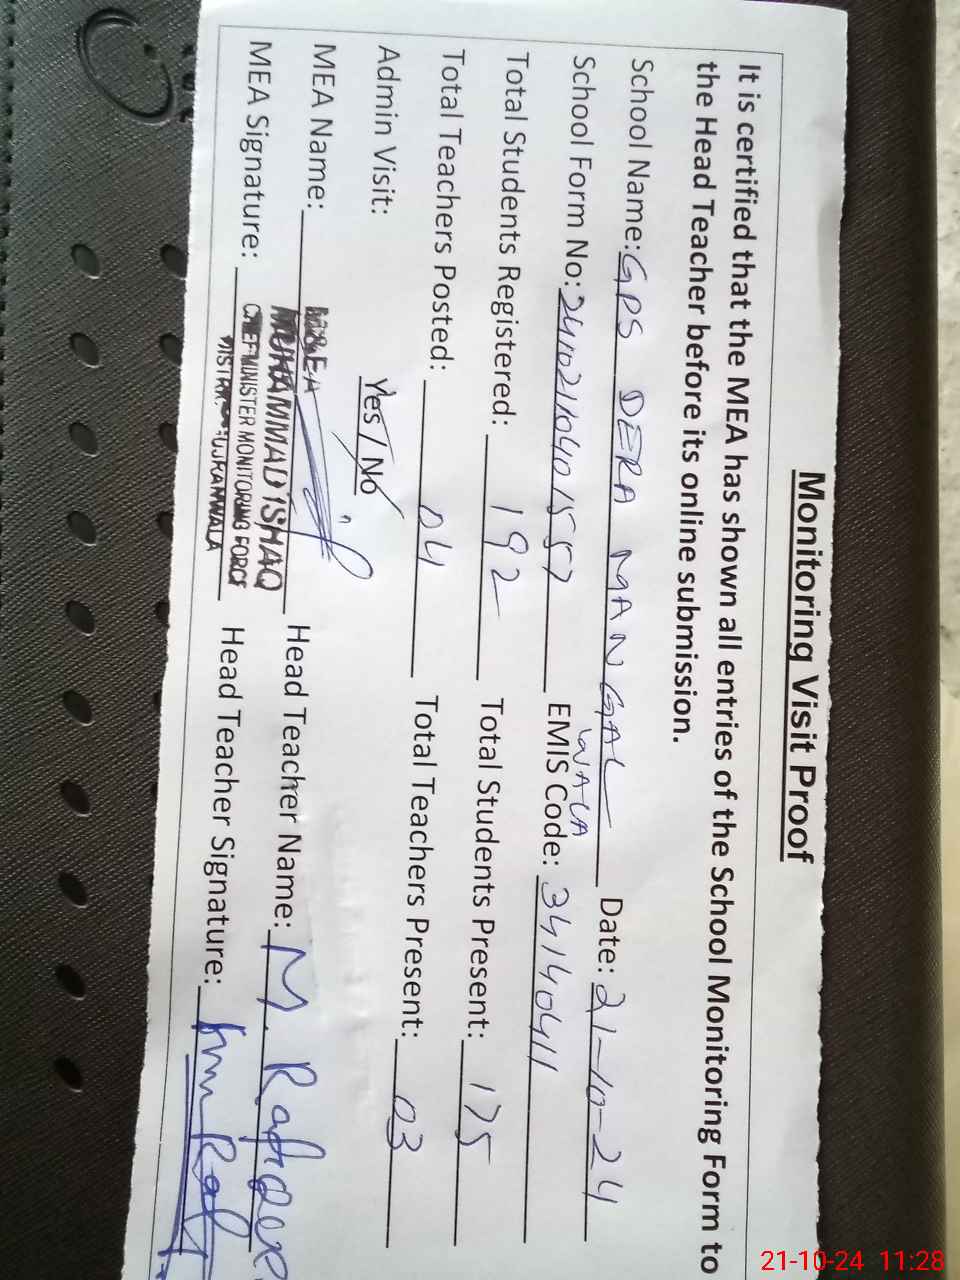 Monitoring Visit Proof
It is certified that the MEA has shown all entries of the School Monitoring Form to
the Head Teacher before its online submission.
School Name: GPS DERA MANGAL WALA Date: 21-10-24
School Form No: EMIS Code: 34140411
Total Students Registered: 192 Total Students Present: 175
Total Teachers Posted: 04 Total Teachers Present: 03
Admin Visit: Yes / No
MEA Name: MUHAMMAD ISHAQ Head Teacher Name: M.
MEA Signature: CHIEF MINISTER MONITORING FORCE Head Teacher Signature:
GUJRANWALA
21-10-24 11:28